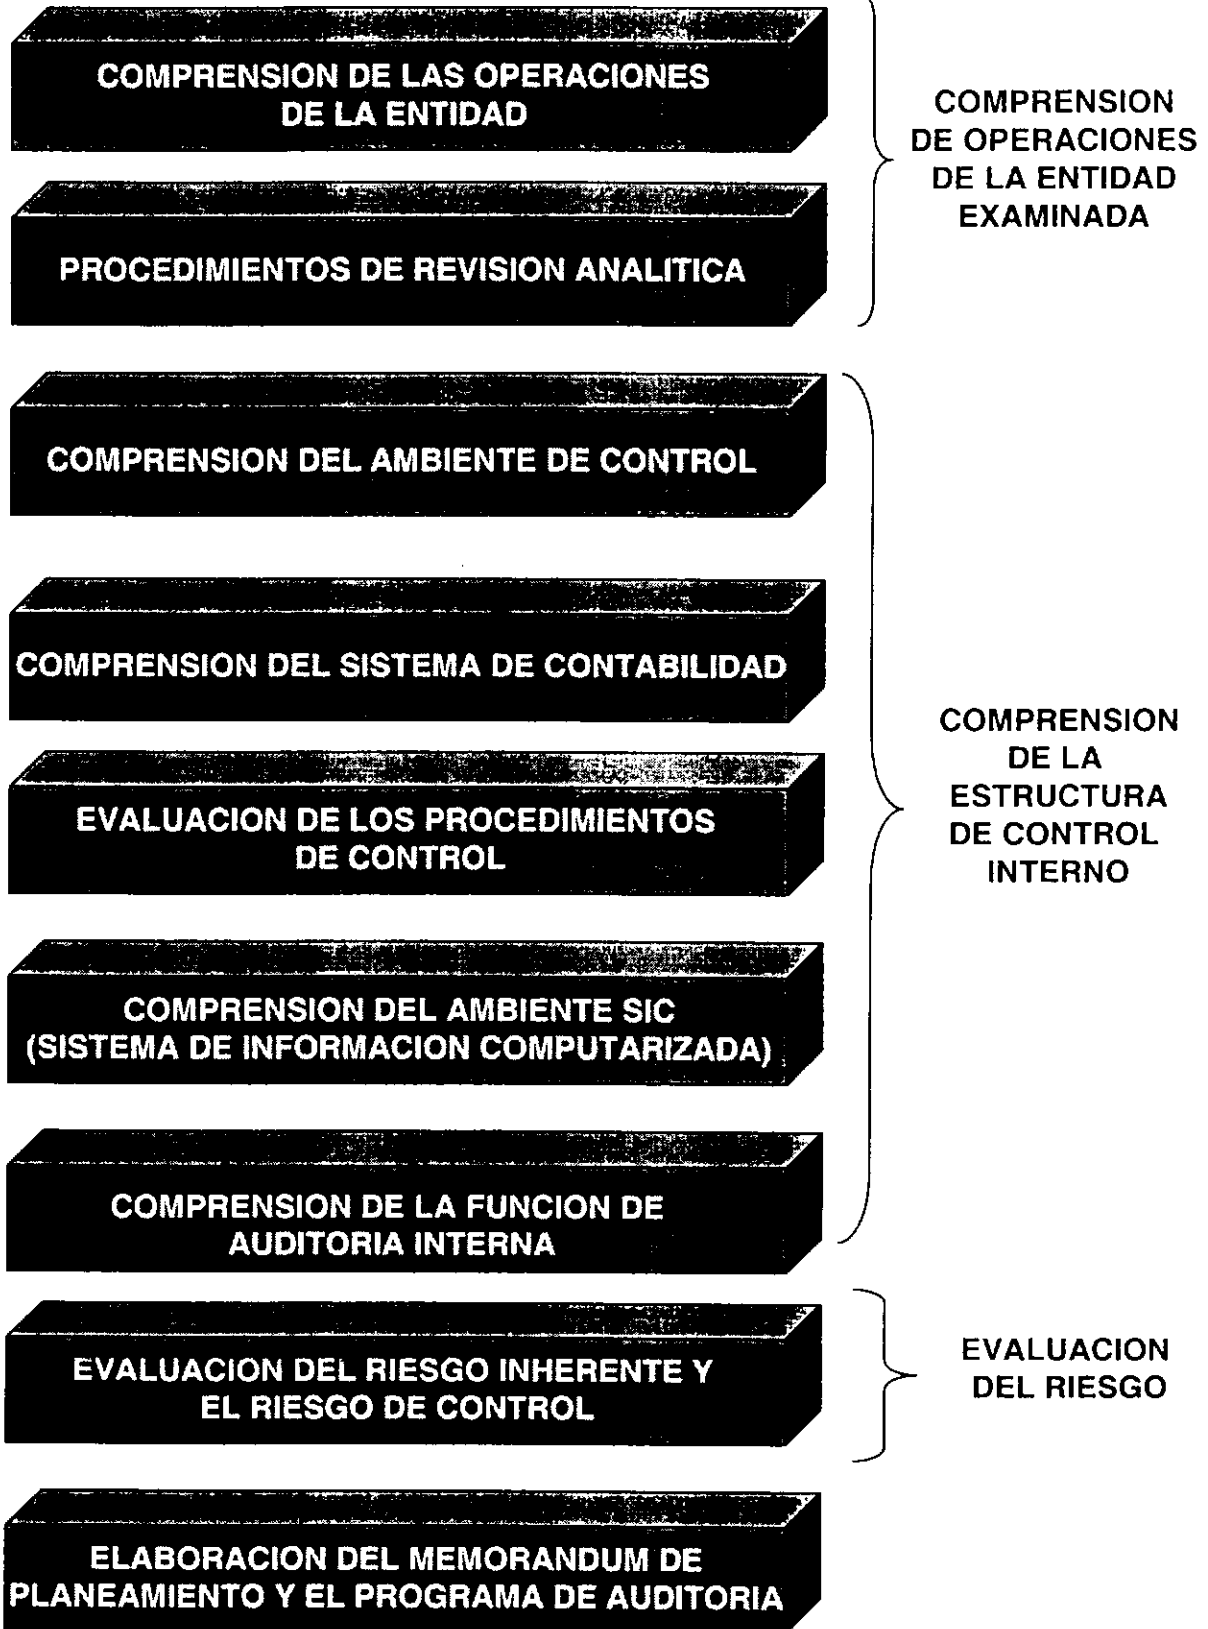 COMPRENSION DE LAS OPERACIONES
DE LA ENTIDAD
PROCEDIMIENTOS DE REVISION ANALITICA
COMPRENSION
DE OPERACIONES
DE LA ENTIDAD
EXAMINADA
COMPRENSION DEL AMBIENTE DE CONTROL
COMPRENSION DEL SISTEMA DE CONTABILIDAD
EVALUACION DE LOS PROCEDIMIENTOS
DE CONTROL
COMPRENSION DEL AMBIENTE SIC
(SISTEMA DE INFORMACION COMPUTARIZADA)
COMPRENSION DE LA FUNCION DE
AUDITORIA INTERNA
COMPRENSION
DE LA
ESTRUCTURA
DE CONTROL
INTERNO
EVALUACION DEL RIESGO INHERENTE Y
EL RIESGO DE CONTROL
EVALUACION
DEL RIESGO
ELABORACION DEL MEMORANDUM DE
PLANEAMIENTO Y EL PROGRAMA DE AUDITORIA